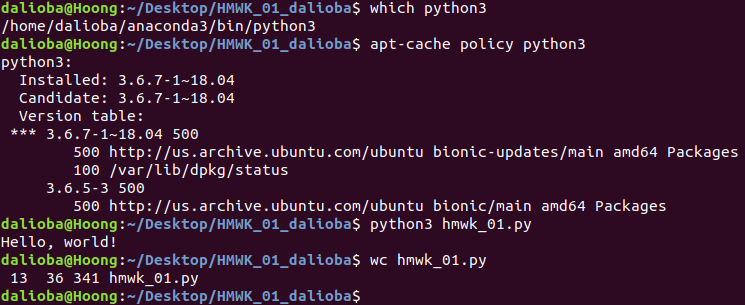 dalioba@Hoong:~/Desktop/HMWK_01_dalioba$ which python3
/home/dalioba/anaconda3/bin/python3
dalioba@Hoong:~/Desktop/HMWK_01_dalioba$ apt-cache policy python3
python3:
  Installed: 3.6.7-1~18.04
  Candidate: 3.6.7-1~18.04
  Version table:
 *** 3.6.7-1~18.04 500
        500 http://us.archive.ubuntu.com/ubuntu bionic-updates/main amd64 Packages
        100 /var/lib/dpkg/status
     3.6.5-3 500
        500 http://us.archive.ubuntu.com/ubuntu bionic/main amd64 Packages
dalioba@Hoong:~/Desktop/HMWK_01_dalioba$ python3 hmwk_01.py
Hello, world!
dalioba@Hoong:~/Desktop/HMWK_01_dalioba$ wc hmwk_01.py
 13  36 341 hmwk_01.py
dalioba@Hoong:~/Desktop/HMWK_01_dalioba$